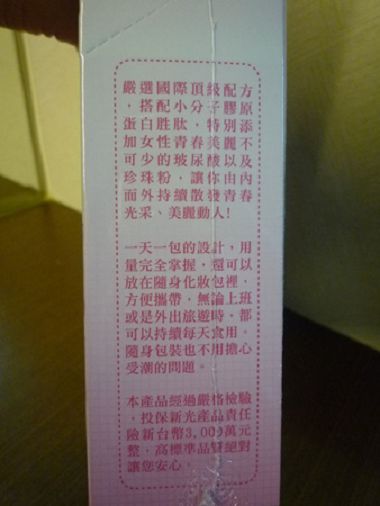 嚴選國際頂級配方
，搭配小分子膠原
蛋白胜肽，特別添
加女性青春美麗不
可少的玻尿酸以及
珍珠粉，讓你由內
而外持續散發青春
光采、美麗動人!
一天一包的設計，用
量完全掌握，還可以
放在隨身化妝包裡，
方便攜帶，無論上班
或是外出旅遊時，都
可以持續每天食用。
隨身包裝也不用擔心
受潮的問題。
本產品經過嚴格檢驗
，投保新光產品責任
險新台幣3,000萬元
整，高標準品質絕對
讓您安心。